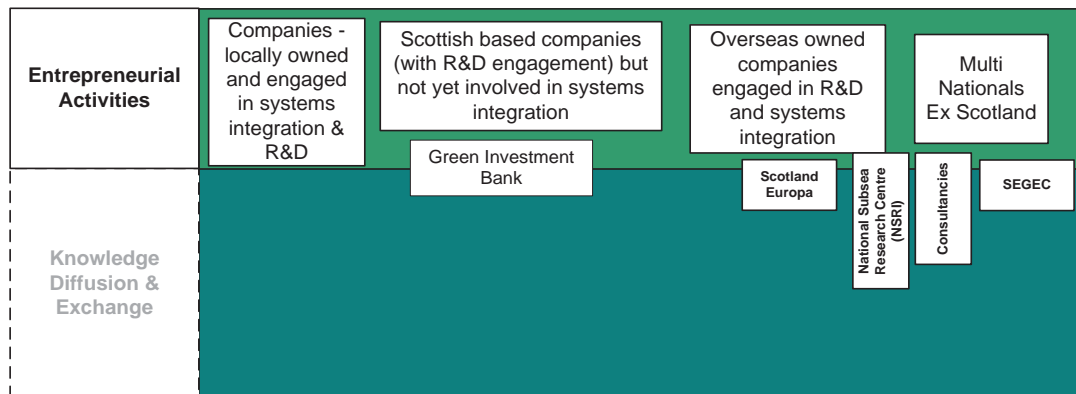 Entrepreneurial
Activities
Companies -
locally owned
and engaged
in systems
integration &
R&D
Scottish based companies
(with R&D engagement) but
not yet involved in systems
integration
Overseas owned
companies
engaged in R&D
and systems
integration
Multi
Nationals
Ex Scotland
Green Investment
Bank
Scotland
Europa
National Subsea
Research Centre
(NSRI)
Consultancies
SEGEC
Knowledge
Diffusion &
Exchange